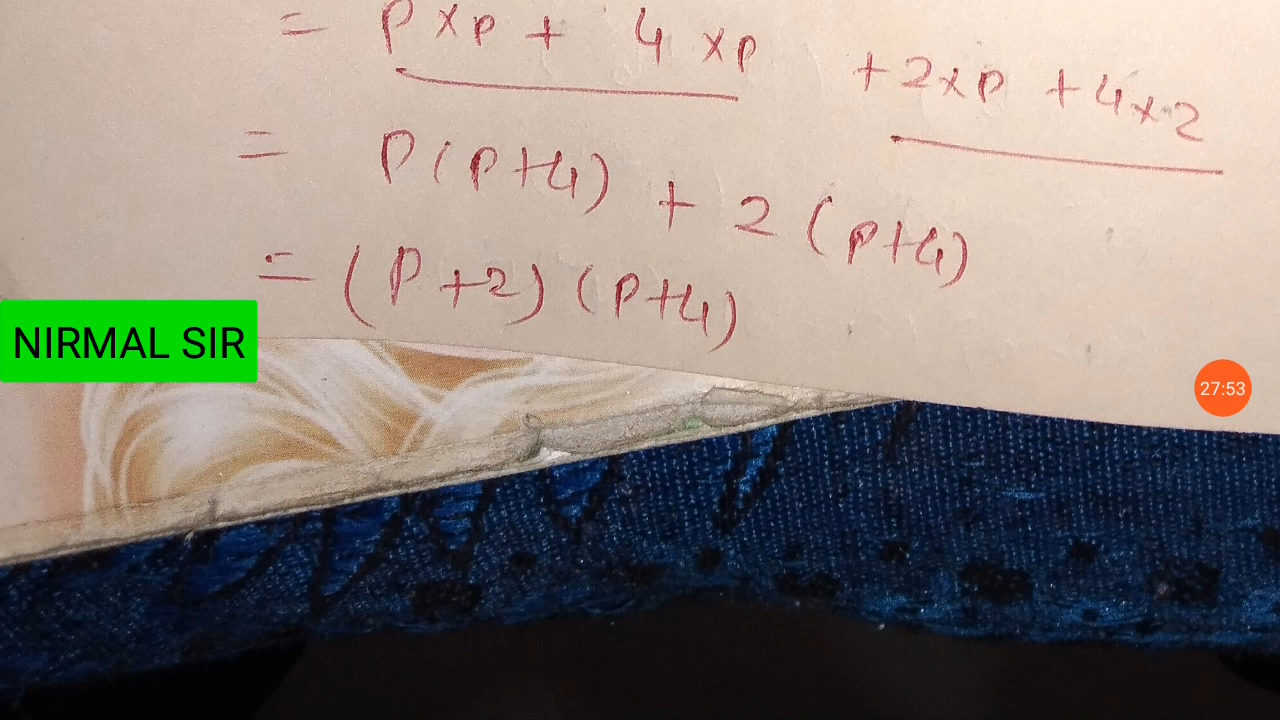 = P × P + 4 × P + 2 × P + 4 × 2
= P(P+4) + 2 (P+4)
= (P+2) (P+4)
NIRMAL SIR
27:53